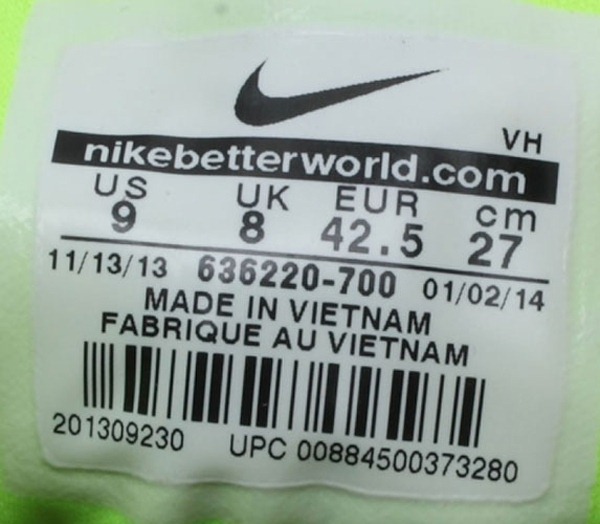 VH
nikebetterworld.com
US UK EUR cm
9 8 42.5 27
11/13/13 636220-700 01/02/14
MADE IN VIETNAM
FABRIQUE AU VIETNAM
201309230 UPC 00884500373280